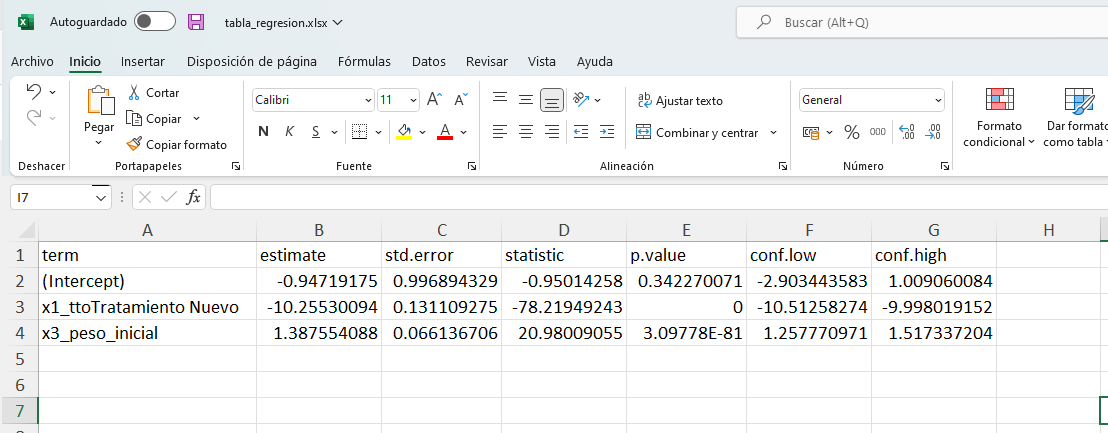 Autoguardado tabla_regresion.xlsx Buscar (Alt+Q)
Archivo Inicio Insertar Disposición de página Fórmulas Datos Revisar Vista Ayuda
Pegar
Cortar
Copiar
Copiar formato
Calibri 11
N K S
Ajustar texto
Combinar y centrar
General
% 000
Formato
condicional
Dar formato
como tabla
Deshacer Portapapeles Fuente Alineación Número
I7 fx
A B C D E F G H
1 term estimate std.error statistic p.value conf.low conf.high
2 (Intercept) -0.94719175 0.996894329 -0.95014258 0.342270071 -2.903443583 1.009060084
3 x1_ttoTratamiento Nuevo -10.25530094 0.131109275 -78.21949243 0 -10.51258274 -9.998019152
4 x3_peso_inicial 1.387554088 0.066136706 20.98009055 3.09778E-81 1.257770971 1.517337204
5
6
7